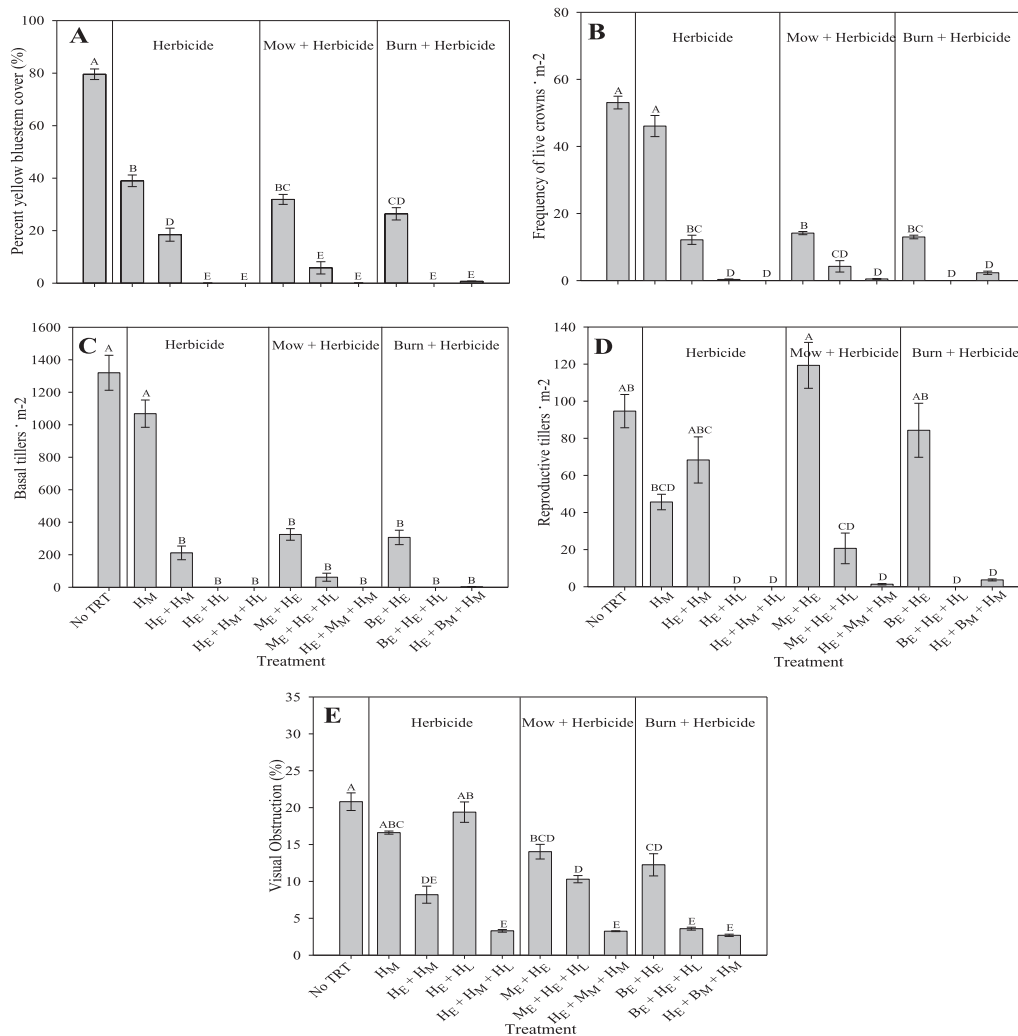 A
Herbicide
Mow + Herbicide
Burn + Herbicide
Percent yellow bluestem cover (%)
100
80
60
40
20
0
A
B
D
E
E
BC
E
E
CD
E
E
B
Herbicide
Mow + Herbicide
Burn + Herbicide
Frequency of live crowns · m-2
80
60
40
20
0
A
A
BC
D
D
B
CD
D
BC
D
D
C
Herbicide
Mow + Herbicide
Burn + Herbicide
Basal tillers · m-2
1600
1400
1200
1000
800
600
400
200
0
A
A
B
B
B
B
B
B
B
B
B
No TRT
HM
HE + HM
HE + HL
HE + HM + HL
ME + HE
ME + HE + HL
HE + MM + HM
BE + HE
BE + HE + HL
HE + BM + HM
Treatment
D
Herbicide
Mow + Herbicide
Burn + Herbicide
Reproductive tillers · m-2
140
120
100
80
60
40
20
0
AB
BCD
ABC
D
D
A
CD
D
AB
D
D
No TRT
HM
HE + HM
HE + HL
HE + HM + HL
ME + HE
ME + HE + HL
HE + MM + HM
BE + HE
BE + HE + HL
HE + BM + HM
Treatment
E
Herbicide
Mow + Herbicide
Burn + Herbicide
Visual Obstruction (%)
35
30
25
20
15
10
5
0
A
ABC
DE
AB
E
BCD
D
E
CD
E
E
No TRT
HM
HE + HM
HE + HL
HE + HM + HL
ME + HE
ME + HE + HL
HE + MM + HM
BE + HE
BE + HE + HL
HE + BM + HM
Treatment